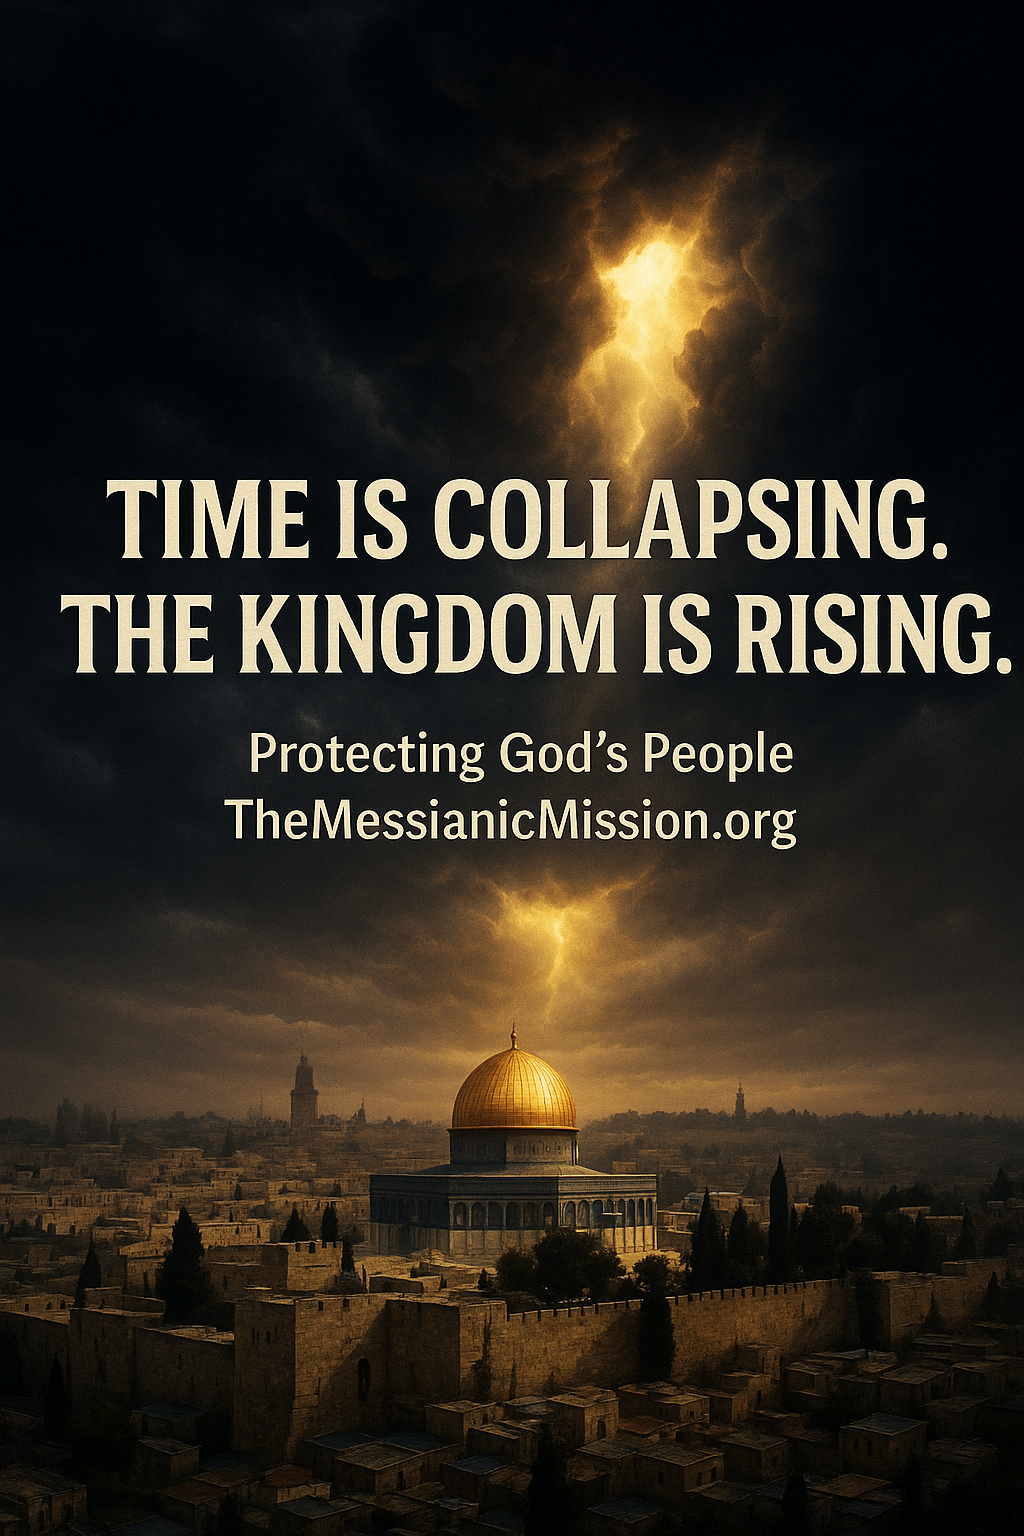 TIME IS COLLAPSING.
THE KINGDOM IS RISING.
Protecting God’s People
TheMessianicMission.org